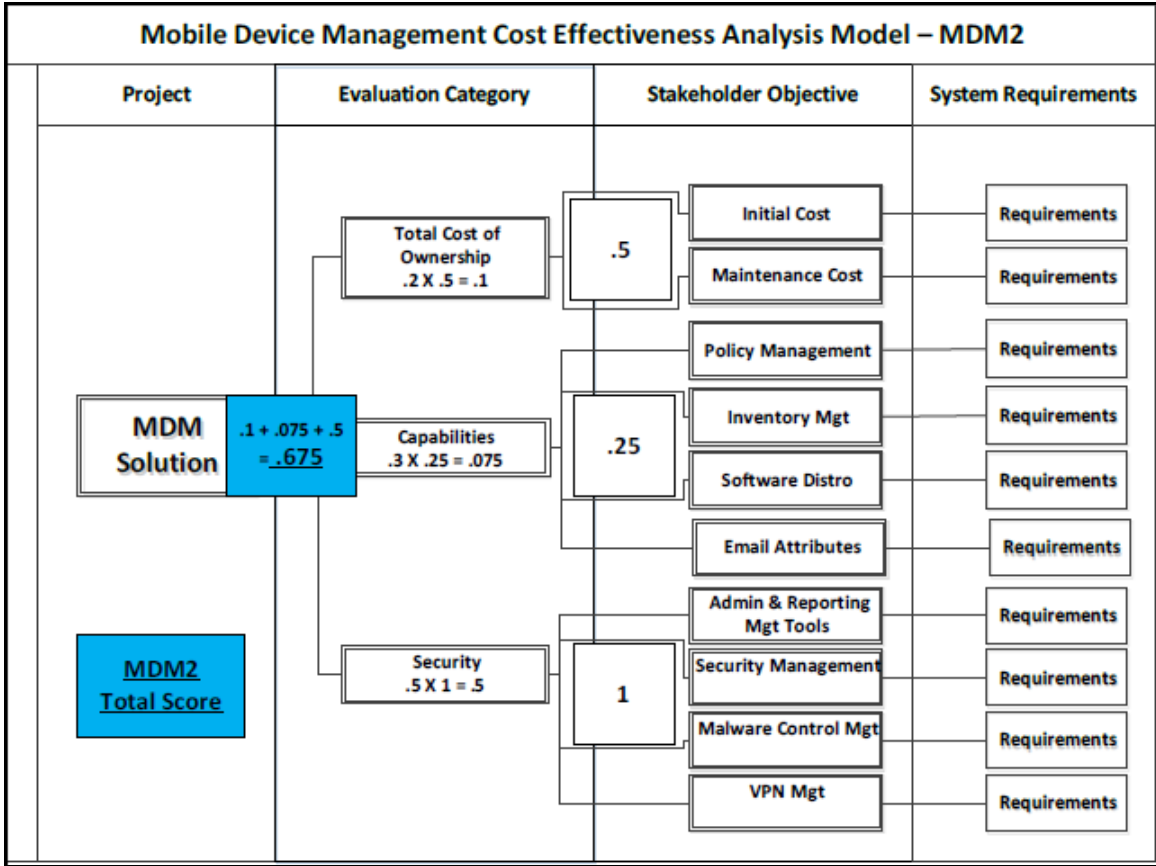 Mobile Device Management Cost Effectiveness Analysis Model – MDM2
Project
Evaluation Category
Stakeholder Objective
System Requirements
MDM
Solution
.1 + .075 + .5
= .675
MDM2
Total Score
Total Cost of
Ownership
.2 X .5 = .1
.5
Initial Cost
Requirements
Maintenance Cost
Requirements
Capabilities
.3 X .25 = .075
.25
Policy Management
Requirements
Inventory Mgt
Requirements
Software Distro
Requirements
Email Attributes
Requirements
Security
.5 X 1 = .5
1
Admin & Reporting
Mgt Tools
Requirements
Security Management
Requirements
Malware Control Mgt
Requirements
VPN Mgt
Requirements